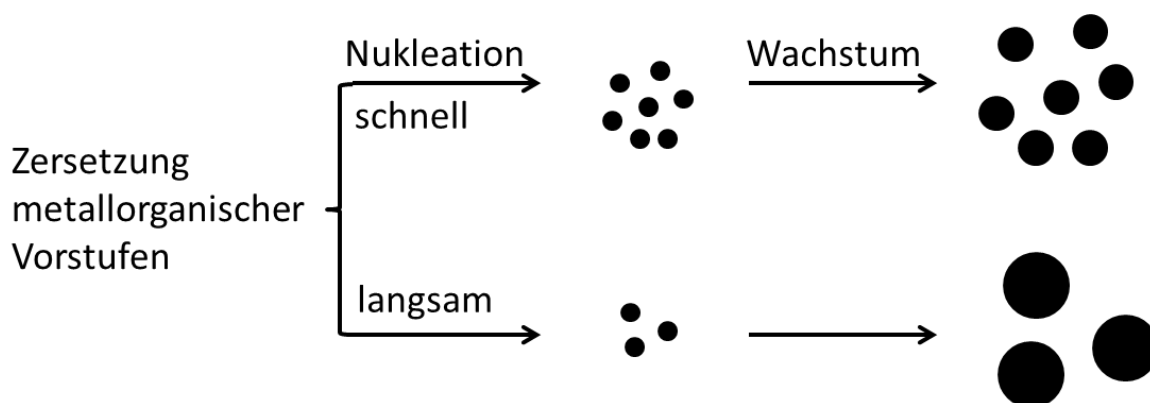 Nukleation
Wachstum
schnell
Zersetzung
metallorganischer
Vorstufen
langsam